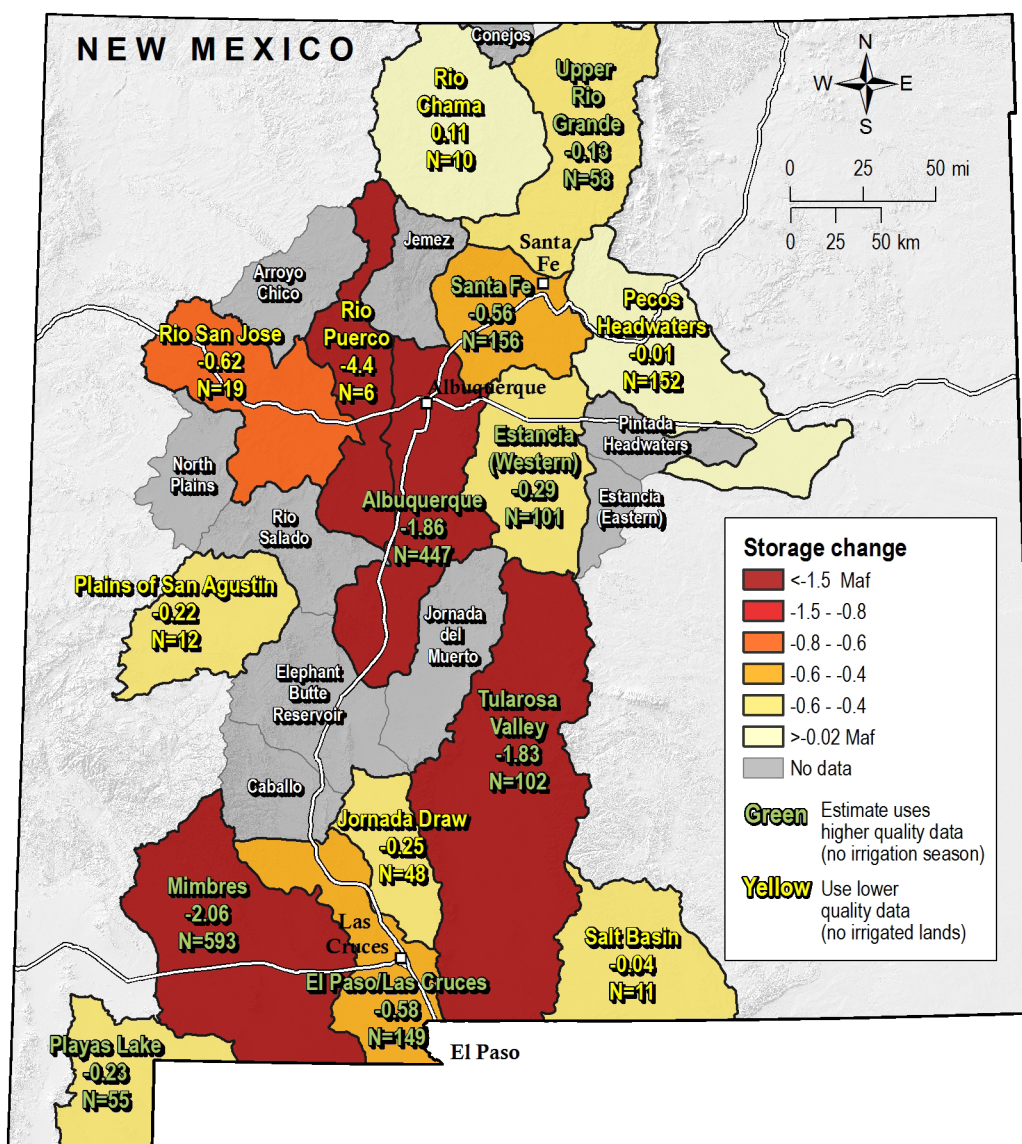 NEW MEXICO
Conejos
N
W E
S
Rio
Chama
0.11
N=10
Upper
Rio
Grande
-0.13
N=58
0 25 50 mi
0 25 50 km
Jemez
Santa
Fe
Arroyo
Chico
Santa Fe
-0.56
N=156
Pecos
Headwaters
-0.01
N=152
Rio San Jose
-0.62
N=19
Rio
Puerco
-4.4
N=6
Albuquerque
Pintada
Headwaters
North
Plains
Estancia
(Western)
-0.29
N=101
Estancia
(Eastern)
Rio
Salado
Albuquerque
-1.86
N=447
Plains of San Agustin
-0.22
N=12
Jornada
del
Muerto
Elephant
Butte
Reservoir
Tularosa
Valley
-1.83
N=102
Caballo
Jornada Draw
-0.25
N=48
Mimbres
-2.06
N=593
Las
Cruces
Salt Basin
-0.04
N=11
El Paso/Las Cruces
-0.58
N=149
El Paso
Playas Lake
-0.23
N=55
Storage change
<-1.5 Maf
-1.5 - -0.8
-0.8 - -0.6
-0.6 - -0.4
-0.6 - -0.4
>-0.02 Maf
No data
Green Estimate uses
higher quality data
(no irrigation season)
Yellow Use lower
quality data
(no irrigated lands)